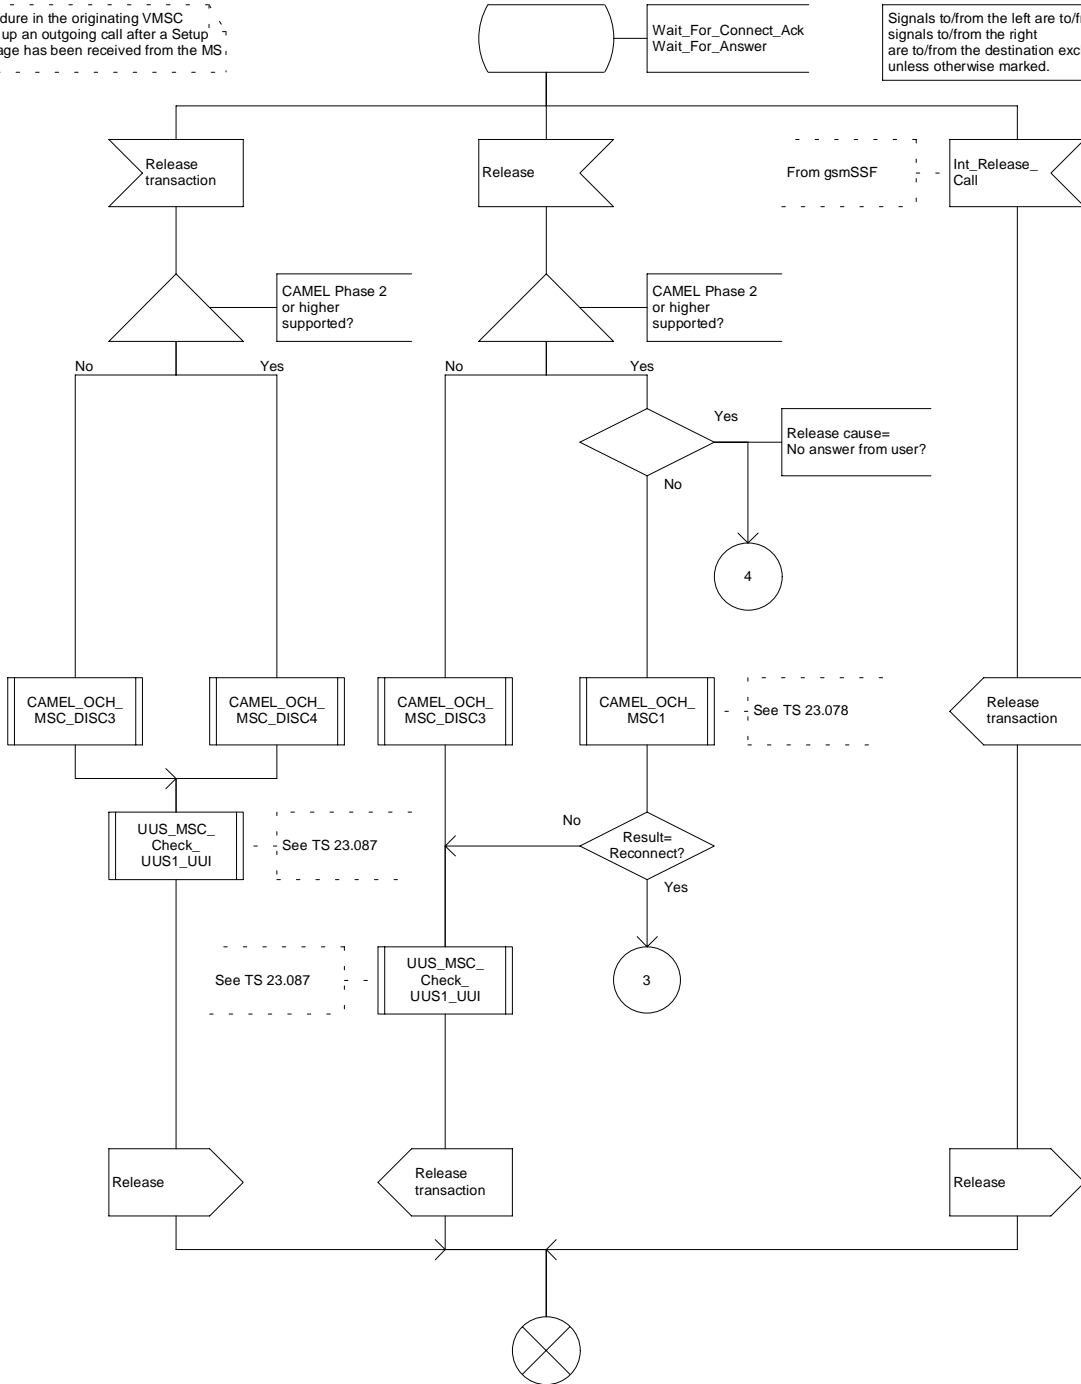 dure in the originating VMSC
up an outgoing call after a Setup
age has been received from the MS
Wait_For_Connect_Ack
Wait_For_Answer
Signals to/from the left are to/
signals to/from the right
are to/from the destination
unless otherwise marked.
Release
transaction
Release
From gsmSSF
Int_Release_
Call
CAMEL Phase 2
or higher
supported?
CAMEL Phase 2
or higher
supported?
No
Yes
No
Yes
Yes
Release cause=
No answer from user?
No
4
CAMEL_OCH_
MSC_DISC3
CAMEL_OCH_
MSC_DISC4
CAMEL_OCH_
MSC_DISC3
CAMEL_OCH_
MSC1
See TS 23.078
Release
transaction
UUS_MSC_
Check_
UUS1_UUI
See TS 23.087
No
Result=
Reconnect?
Yes
See TS 23.087
UUS_MSC_
Check_
UUS1_UUI
3
Release
Release
transaction
Release